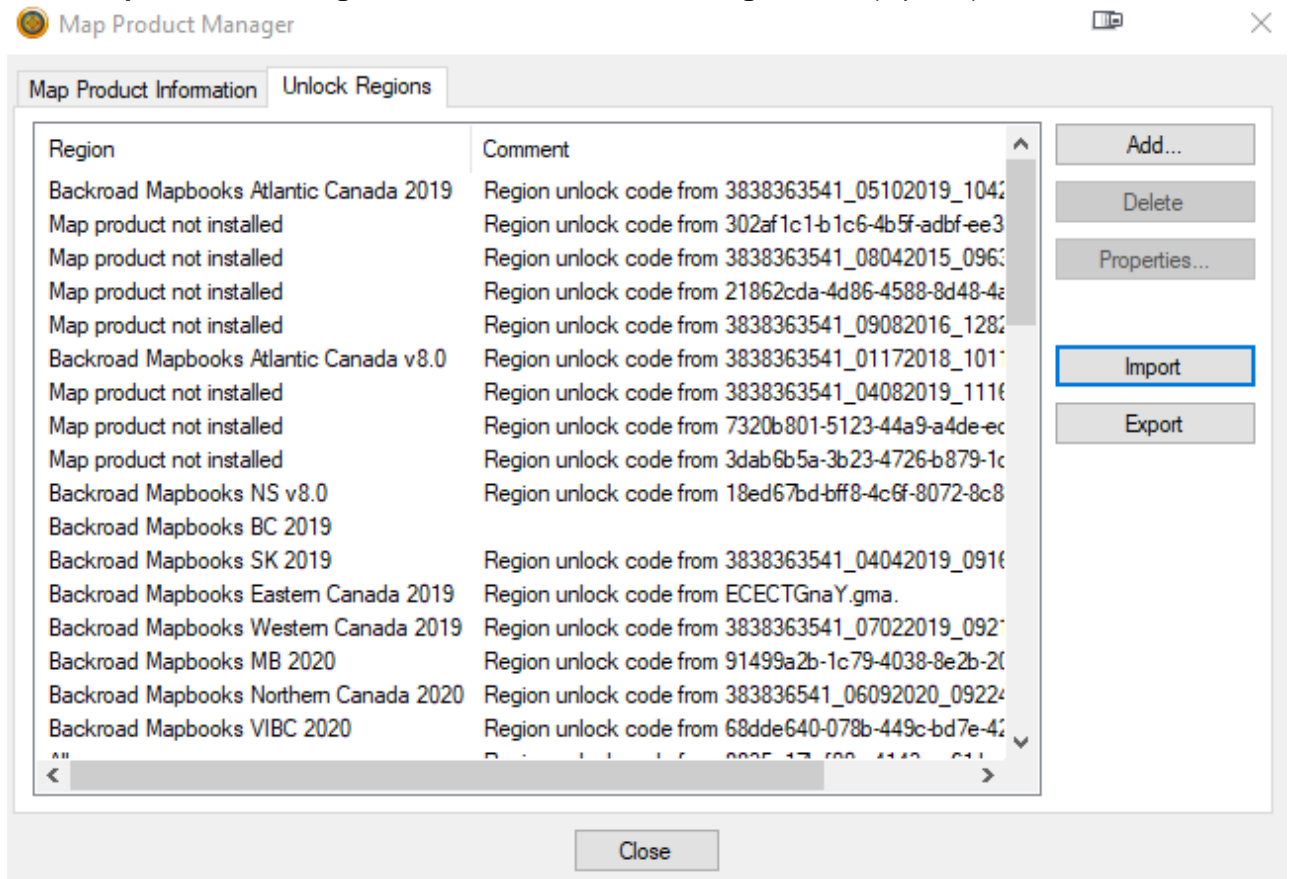 Map Product Manager
Map Product Information Unlock Regions
Region Comment
Backroad Mapbooks Atlantic Canada 2019 Region unlock code from 3838363541_05102019_1042
Map product not installed Region unlock code from 302af1c1-b1c6-4b5f-adbf-ee3
Map product not installed Region unlock code from 3838363541_08042015_0963
Map product not installed Region unlock code from 21862cda-4d86-4588-8d48-4a
Map product not installed Region unlock code from 3838363541_09082016_1282
Backroad Mapbooks Atlantic Canada v8.0 Region unlock code from 3838363541_01172018_1011
Map product not installed Region unlock code from 3838363541_04082019_1116
Map product not installed Region unlock code from 7320b801-5123-44a9-a4de-ec
Map product not installed Region unlock code from 3dab6b5a-3b23-4726-b879-1c
Backroad Mapbooks NS v8.0 Region unlock code from 18ed67bd-bff8-4c6f-8072-8c8
Backroad Mapbooks BC 2019
Backroad Mapbooks SK 2019 Region unlock code from 3838363541_04042019_0916
Backroad Mapbooks Eastern Canada 2019 Region unlock code from ECECTGnaY.gma.
Backroad Mapbooks Western Canada 2019 Region unlock code from 3838363541_07022019_0921
Backroad Mapbooks MB 2020 Region unlock code from 91499a2b-1c79-4038-8e2b-20
Backroad Mapbooks Northern Canada 2020 Region unlock code from 383836541_06092020_09224
Backroad Mapbooks VIBC 2020 Region unlock code from 68dde640-078b-449c-bd7e-42
Add...
Delete
Properties...
Import
Export
Close